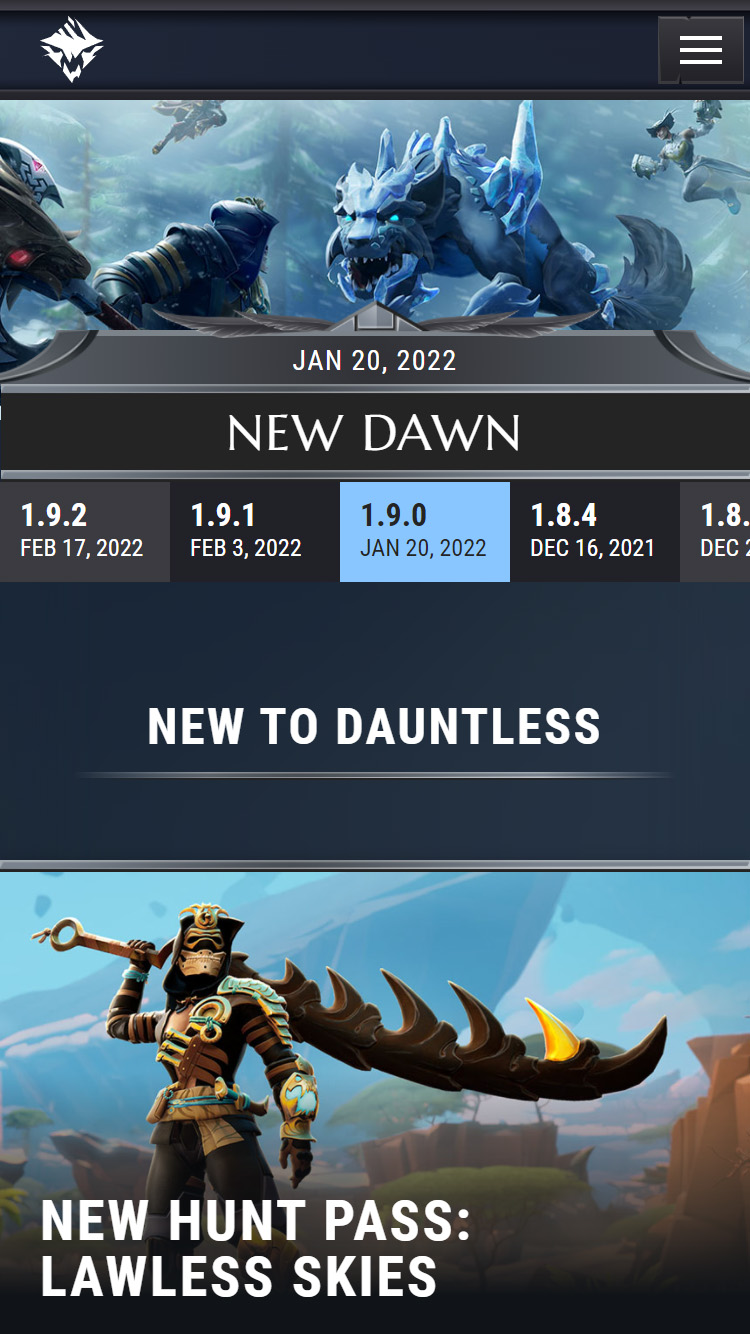 JAN 20, 2022
NEW DAWN
1.9.2
FEB 17, 2022
1.9.1
FEB 3, 2022
1.9.0
JAN 20, 2022
1.8.4
DEC 16, 2021
1.8.
DEC 2
NEW TO DAUNTLESS
NEW HUNT PASS:
LAWLESS SKIES